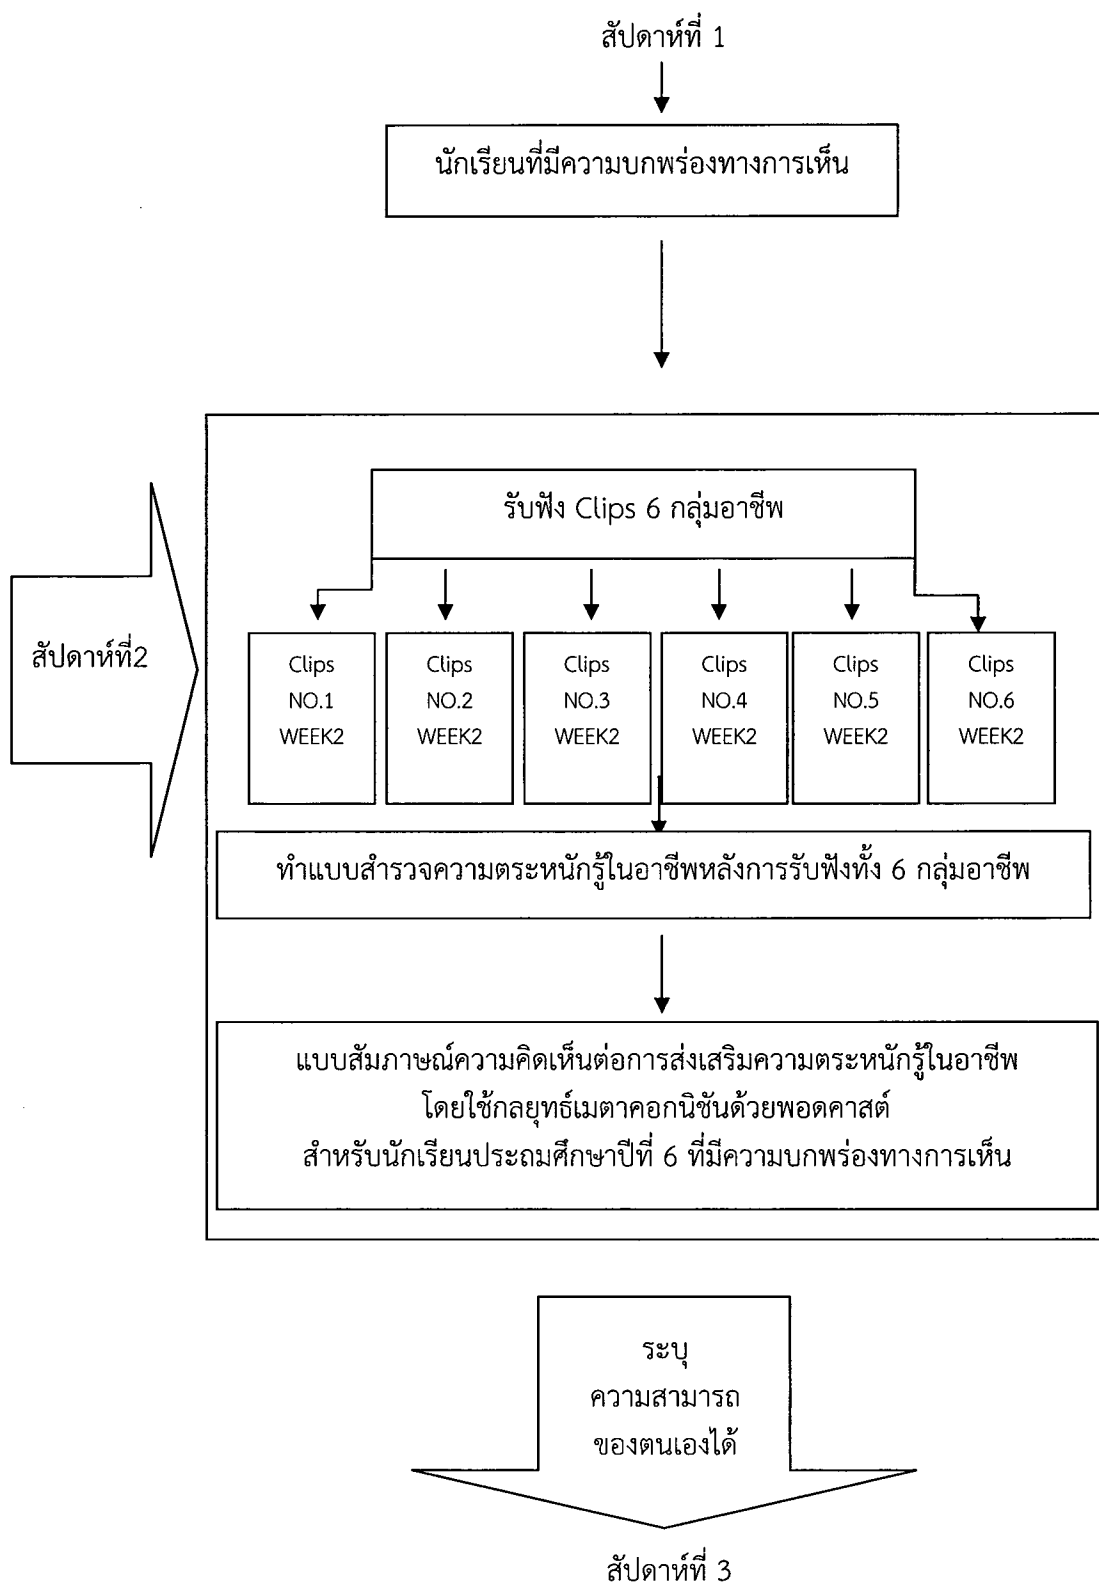 สัปดาห์ที่ 1
นักเรียนที่มีความบกพร่องทางการเห็น
รับฟัง Clips 6 กลุ่มอาชีพ
สัปดาห์ที่2
Clips
NO.1
WEEK2
Clips
NO.2
WEEK2
Clips
NO.3
WEEK2
Clips
NO.4
WEEK2
Clips
NO.5
WEEK2
Clips
NO.6
WEEK2
ทำแบบสำรวจความตระหนักรู้ในอาชีพหลังการรับฟังทั้ง 6 กลุ่มอาชีพ
แบบสัมภาษณ์ความคิดเห็นต่อการส่งเสริมความตระหนักรู้ในอาชีพ
โดยใช้กลยุทธ์เมตาคอกนิชันด้วยพอดคาสต์
สำหรับนักเรียนประถมศึกษาปีที่ 6 ที่มีความบกพร่องทางการเห็น
ระบุ
ความสามารถ
ของตนเองได้
สัปดาห์ที่ 3